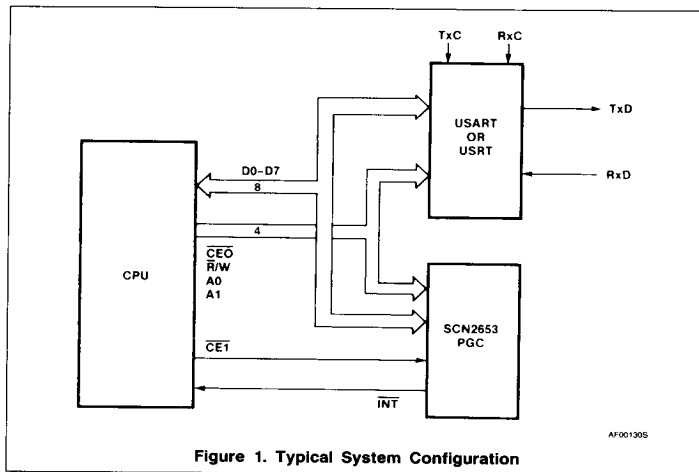 TxC
RxC
USART
OR
USRT
TxD
RxD
D0–D7
8
4
CPU
CE0
R/W
A0
A1
SCN2653
PGC
CE1
INT
AF00130S
Figure 1. Typical System Configuration